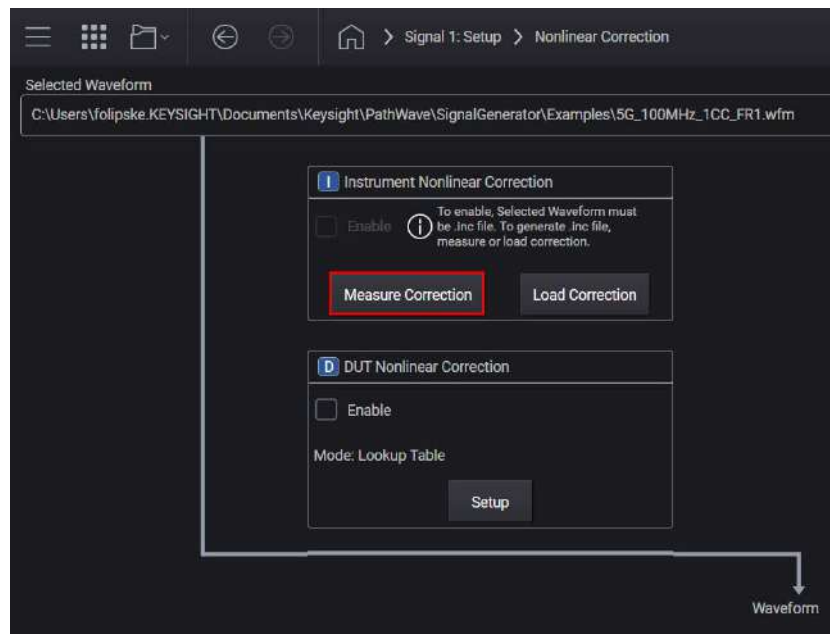 Signal 1: Setup > Nonlinear Correction
Selected Waveform
C:\Users\folipske.KEYSIGHT\Documents\Keysight\PathWave\SignalGenerator\Examples\5G_100MHz_1CC_FR1.wfm
I Instrument Nonlinear Correction
Enable
To enable, Selected Waveform must
be .lnc file. To generate .lnc file,
measure or load correction.
Measure Correction
Load Correction
D DUT Nonlinear Correction
Enable
Mode: Lookup Table
Setup
Waveform